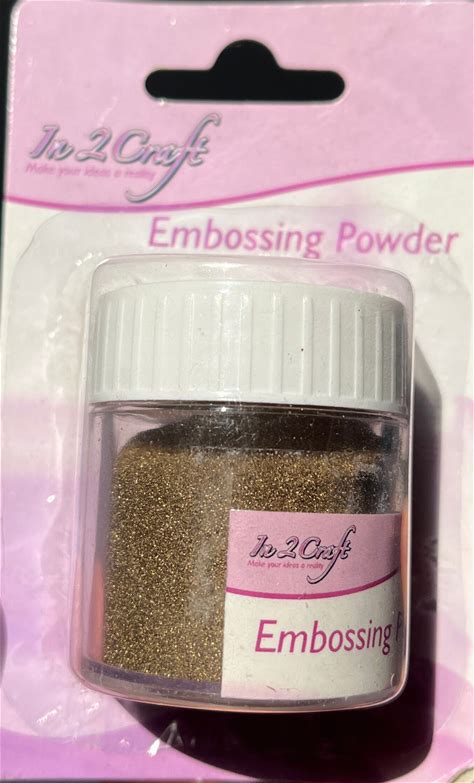 In 2 Craft
Make your ideas a reality
Embossing Powder
In 2 Craft
Make your ideas a reality
Embossing P